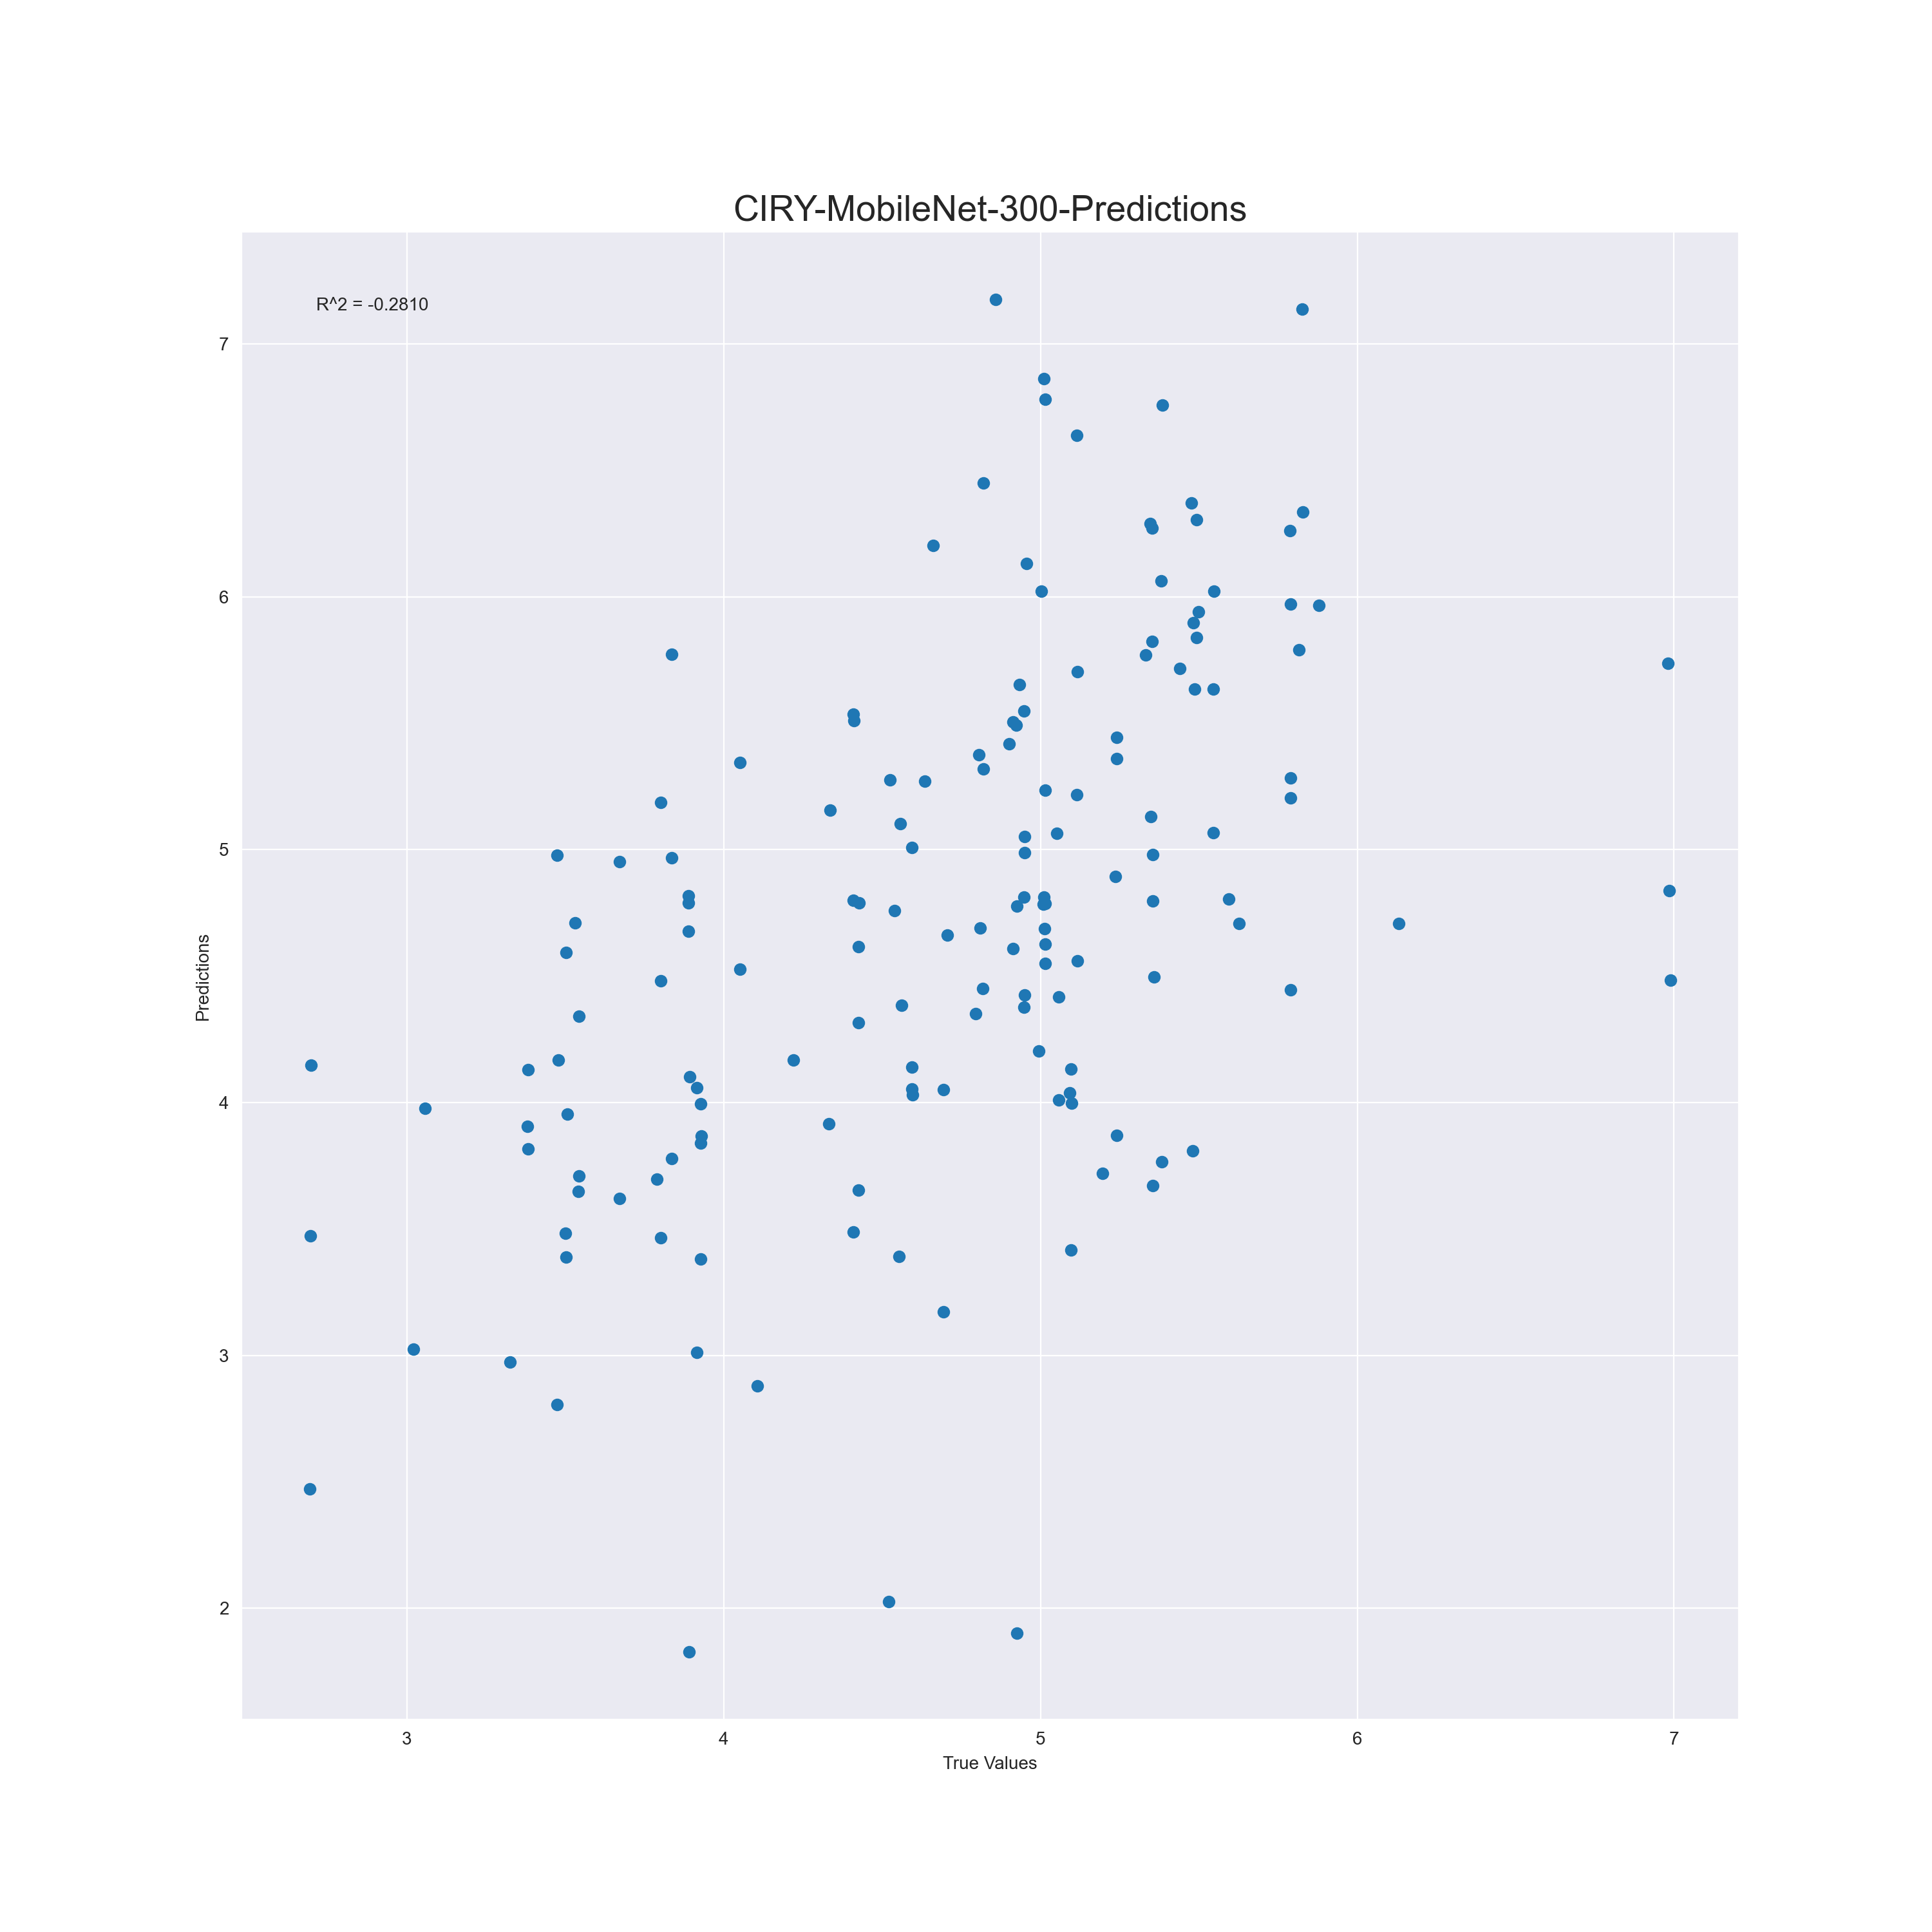 CIRY-MobileNet-300-Predictions
R^2 = -0.2810
7
6
5
4
3
2
Predictions
3 4 5 6 7
True Values